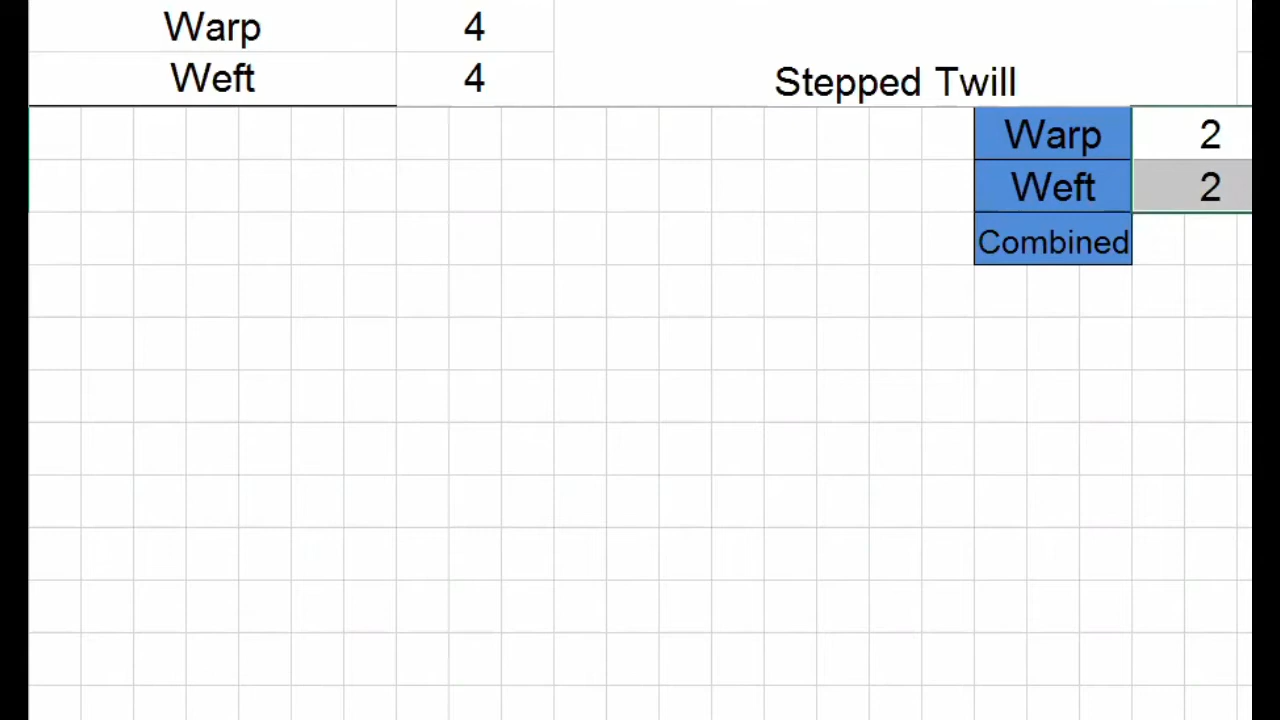 Warp 4
Weft 4
Stepped Twill
Warp 2
Weft 2
Combined